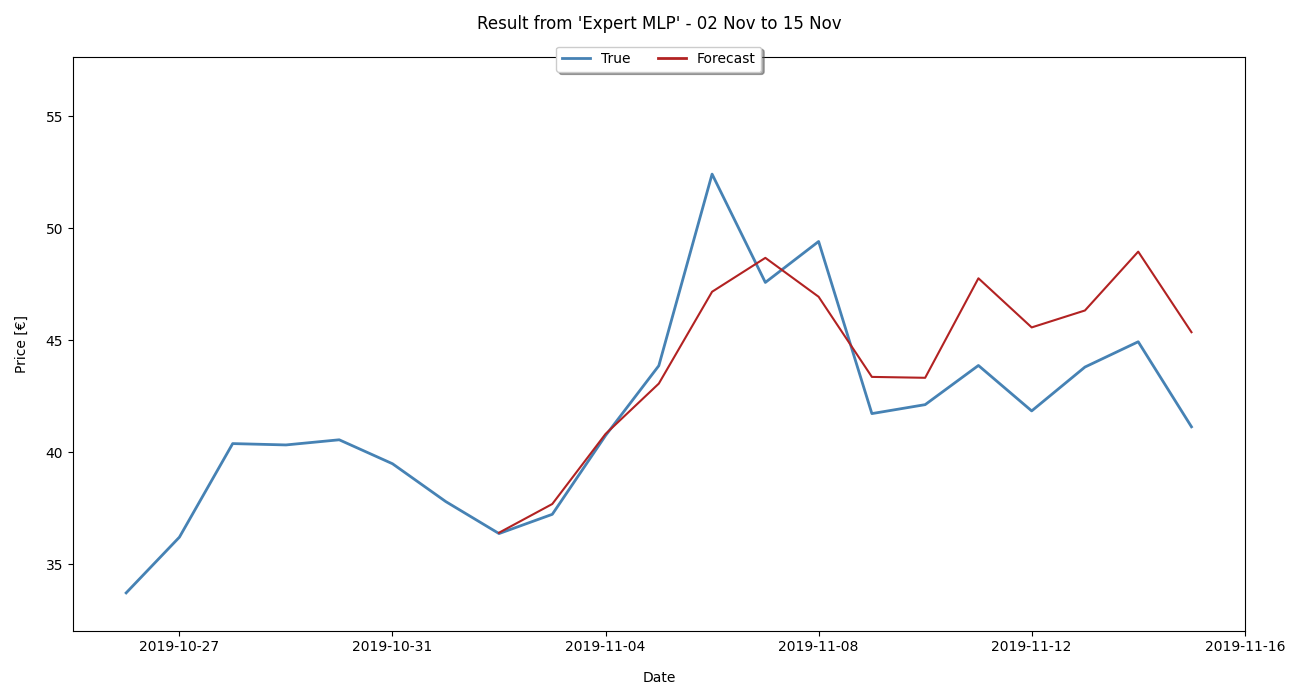 Result from 'Expert MLP' - 02 Nov to 15 Nov
True Forecast
55
50
45
40
35
Price [€]
2019-10-27 2019-10-31 2019-11-04 2019-11-08 2019-11-12 2019-11-16
Date